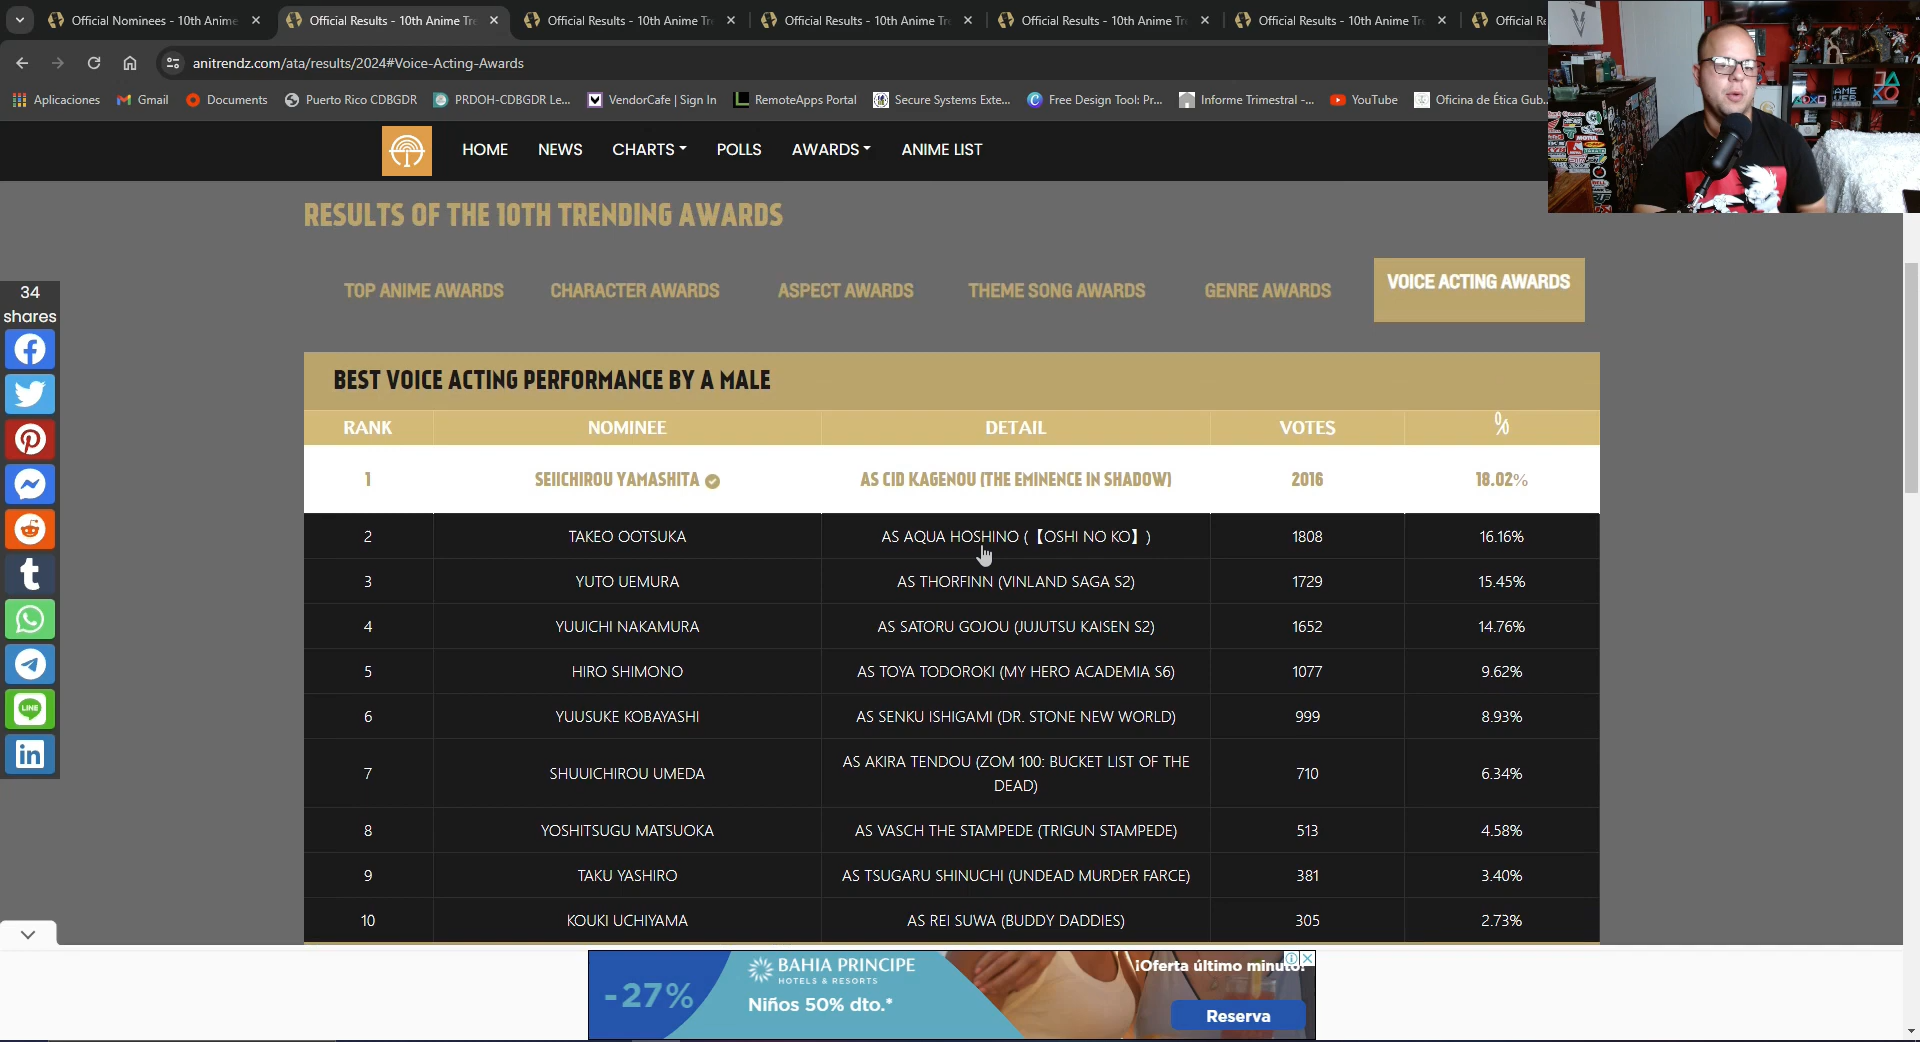 Official Nominees - 10th Anime
Official Results - 10th Anime Tre
Official Results - 10th Anime Tr
Official Results - 10th Anime Tr
Official Results - 10th Anime Tr
Official Results - 10th Anime Tr
Official Re
anitrendz.com/ata/results/2024#Voice-Acting-Awards
Aplicaciones
Gmail
Documents
Puerto Rico CDBGDR
PRDOH-CDBGDR Le...
VendorCafe | Sign In
RemoteApps Portal
Secure Systems Exte...
Free Design Tool: Pr...
Informe Trimestral -...
YouTube
Oficina de Ética Gub...
HOME
NEWS
CHARTS
POLLS
AWARDS
ANIME LIST
RESULTS OF THE 10TH TRENDING AWARDS
TOP ANIME AWARDS
CHARACTER AWARDS
ASPECT AWARDS
THEME SONG AWARDS
GENRE AWARDS
VOICE ACTING AWARDS
34
shares
BEST VOICE ACTING PERFORMANCE BY A MALE
RANK NOMINEE DETAIL VOTES %
1 SEIICHIROU YAMASHITA AS CID KAGENOU (THE EMINENCE IN SHADOW) 2016 18.02%
2 TAKEO OOTSUKA AS AQUA HOSHINO (【OSHI NO KO】) 1808 16.16%
3 YUTO UEMURA AS THORFINN (VINLAND SAGA S2) 1729 15.45%
4 YUUICHI NAKAMURA AS SATORU GOJOU (JUJUTSU KAISEN S2) 1652 14.76%
5 HIRO SHIMONO AS TOYA TODOROKI (MY HERO ACADEMIA S6) 1077 9.62%
6 YUUSUKE KOBAYASHI AS SENKU ISHIGAMI (DR. STONE NEW WORLD) 999 8.93%
7 SHUUICHIROU UMEDA AS AKIRA TENDOU (ZOM 100: BUCKET LIST OF THE
DEAD) 710 6.34%
8 YOSHITSUGU MATSUOKA AS VASCH THE STAMPEDE (TRIGUN STAMPEDE) 513 4.58%
9 TAKU YASHIRO AS TSUGARU SHINUCHI (UNDEAD MURDER FARCE) 381 3.40%
10 KOUKI UCHIYAMA AS REI SUWA (BUDDY DADDIES) 305 2.73%
LINE
-27%
BAHIA PRINCIPE
HOTELS & RESORTS
Niños 50% dto.*
¡Oferta último minuto!
Reserva